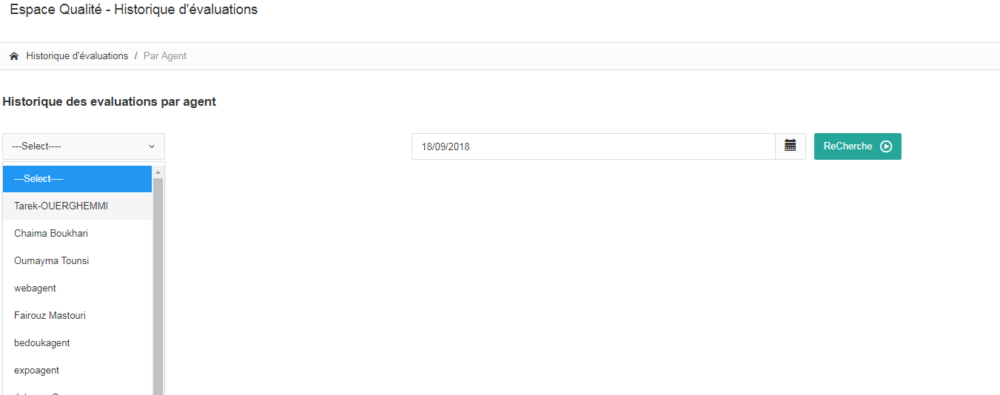 Espace Qualité - Historique d'évaluations
Historique d'évaluations / Par Agent
Historique des evaluations par agent
---Select----
18/09/2018
ReCherche
---Select----
Tarek-OUERGHEMMI
Chaima Boukhari
Oumayma Tounsi
webagent
Fairouz Mastouri
bedoukagent
expoagent